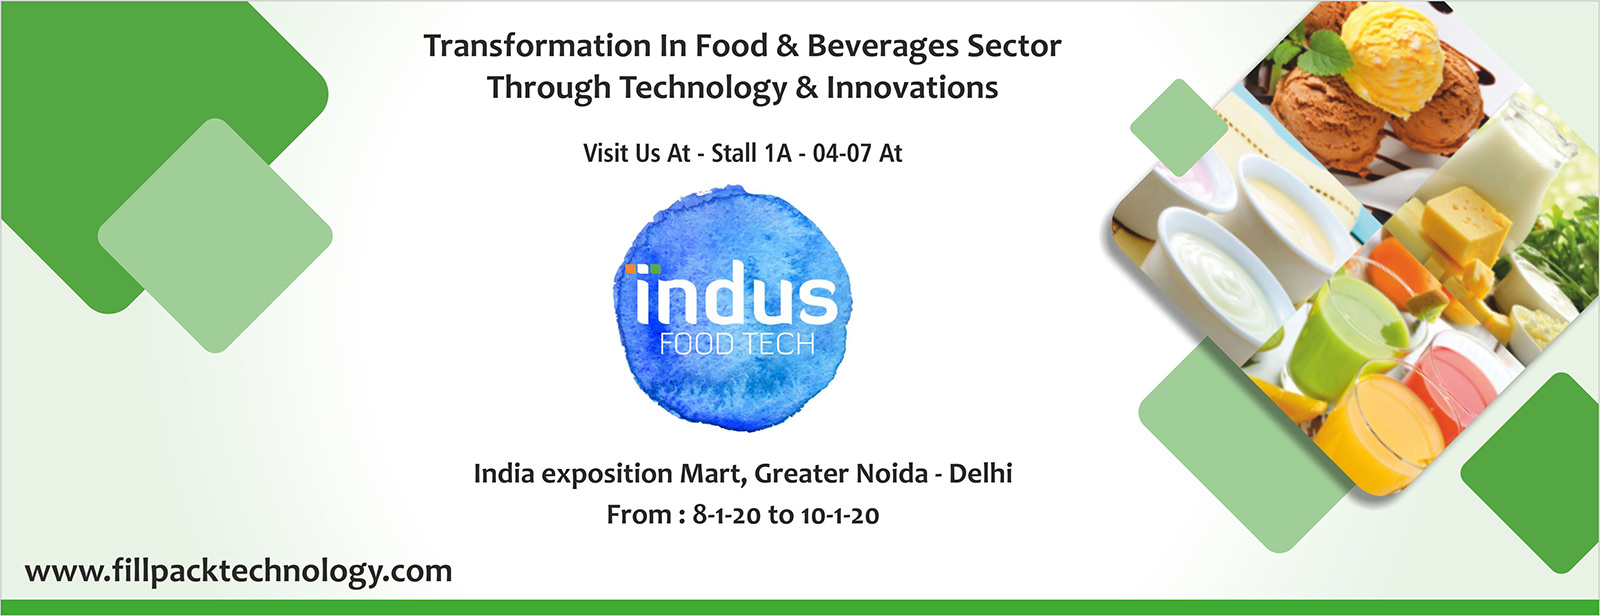 Transformation In Food & Beverages Sector
Through Technology & Innovations
Visit Us At - Stall 1A - 04-07 At
indus
FOOD TECH
India exposition Mart, Greater Noida - Delhi
From : 8-1-20 to 10-1-20
www.fillpacktechnology.com